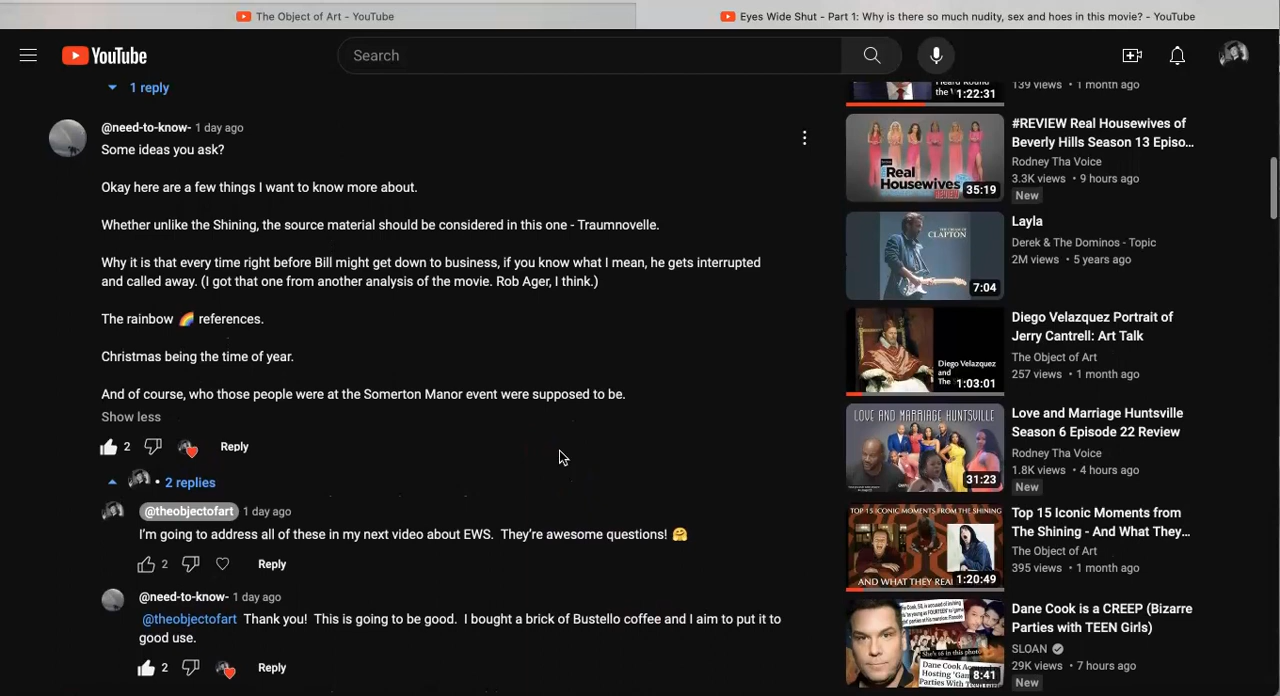 The Object of Art - YouTube
Eyes Wide Shut - Part 1: Why is there so much nudity, sex and hoes in this movie? - YouTube
YouTube
Search
1 reply
@need-to-know- 1 day ago
Some ideas you ask?
Okay here are a few things I want to know more about.
Whether unlike the Shining, the source material should be considered in this one - Traumnovelle.
Why it is that every time right before Bill might get down to business, if you know what I mean, he gets interrupted
and called away. (I got that one from another analysis of the movie. Rob Ager, I think.)
The rainbow 🌈 references.
Christmas being the time of year.
And of course, who those people were at the Somerton Manor event were supposed to be.
Show less
2 Reply
• 2 replies
@theobjectofart 1 day ago
I'm going to address all of these in my next video about EWS. They're awesome questions! 🤗
2 Reply
@need-to-know- 1 day ago
@theobjectofart Thank you! This is going to be good. I bought a brick of Bustello coffee and I aim to put it to
good use.
2 Reply
1:22:31
139 views • 1 month ago
Real
Housewives
REVIEW
35:19
#REVIEW Real Housewives of
Beverly Hills Season 13 Episo...
Rodney Tha Voice
3.3K views • 9 hours ago
New
CLAPTON
7:04
Layla
Derek & The Dominos - Topic
2M views • 5 years ago
Diego Velazquez
and
The
1:03:01
Diego Velazquez Portrait of
Jerry Cantrell: Art Talk
The Object of Art
257 views • 1 month ago
LOVE AND MARRIAGE HUNTSVILLE
31:23
Love and Marriage Huntsville
Season 6 Episode 22 Review
Rodney Tha Voice
1.8K views • 4 hours ago
New
TOP 15 ICONIC MOMENTS FROM THE SHINING
AND WHAT THEY REA
1:20:49
Top 15 Iconic Moments from
The Shining - And What They...
The Object of Art
395 views • 1 month ago
She's 16 in this photo
8:41
Dane Cook is a CREEP (Bizarre
Parties with TEEN Girls)
SLOAN
29K views • 7 hours ago
New